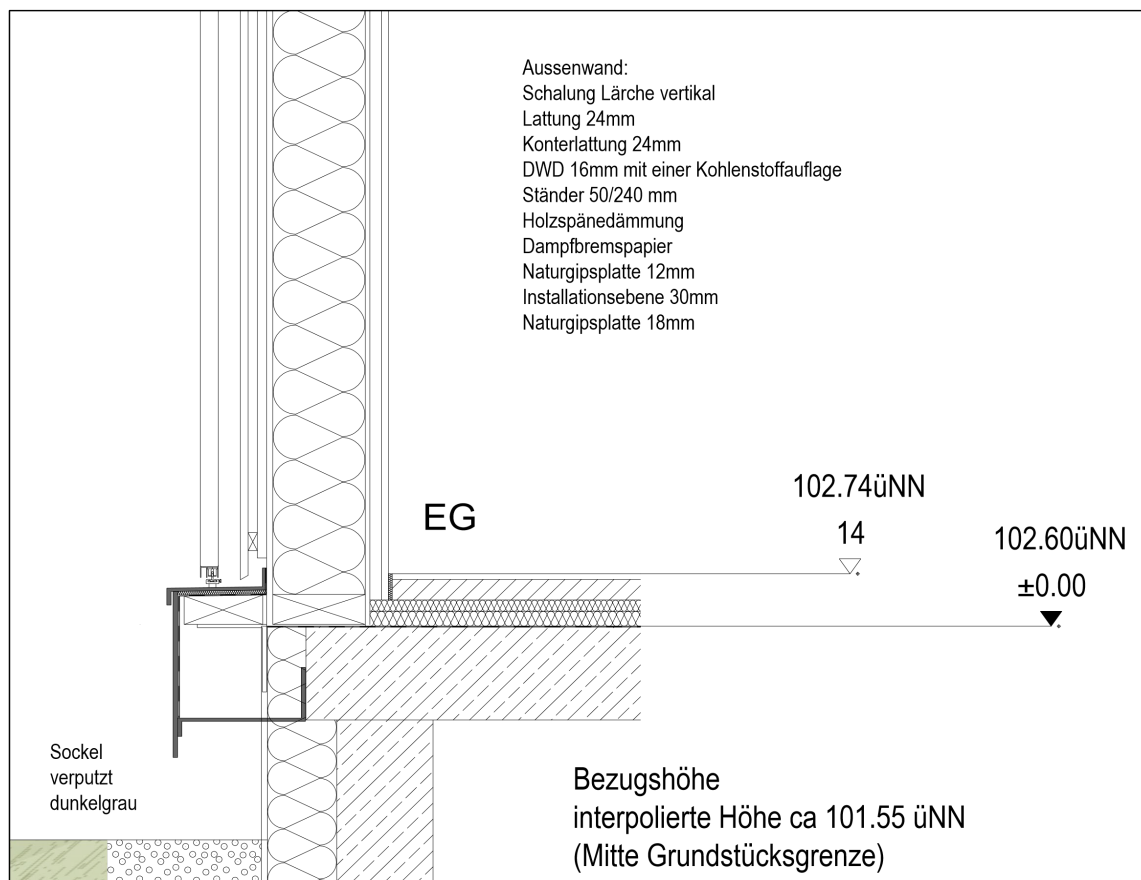 Aussenwand:
Schalung Lärche vertikal
Lattung 24mm
Konterlattung 24mm
DWD 16mm mit einer Kohlenstoffauflage
Ständer 50/240 mm
Holzspänedämmung
Dampfbremspapier
Naturgipsplatte 12mm
Installationsebene 30mm
Naturgipsplatte 18mm
EG
102.74üNN
14
102.60üNN
±0.00
Sockel
verputzt
dunkelgrau
Bezugshöhe
interpolierte Höhe ca 101.55 üNN
(Mitte Grundstücksgrenze)